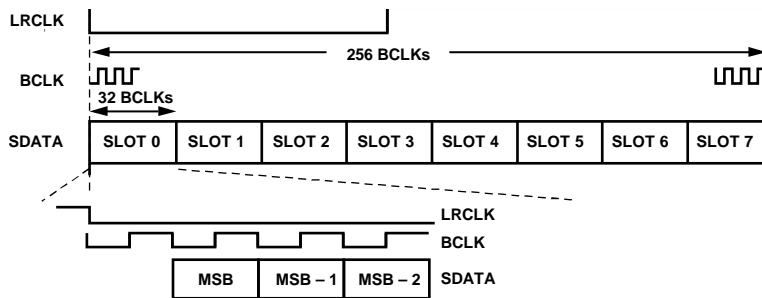 LRCLK
256 BCLKs
BCLK
32 BCLKs
SDATA SLOT 0 SLOT 1 SLOT 2 SLOT 3 SLOT 4 SLOT 5 SLOT 6 SLOT 7
LRCLK
BCLK
MSB MSB – 1 MSB – 2 SDATA